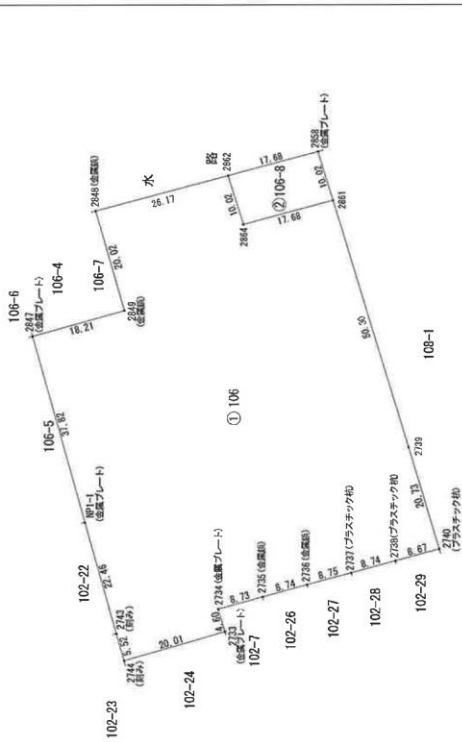 106-6
2847
(金属プレート)
106-4
106-5
37.82
18.21
106-7
2848(金属鋲)
20.02
2849
(金属鋲)
水
26.17
路
2862
10.02
17.68
② 106-8
2864
17.68
2858
(金属プレート)
10.02
2861
NP1-1
(金属プレート)
102-22
22.46
2743
(刻み)
5.52
2744
(刻み)
102-23
20.01
102-24
4.60
2734(金属プレート)
2733
(金属プレート)
① 106
8.73
102-7
2735(金属鋲)
8.74
102-26
2736(金属鋲)
8.75
102-27
2737(プラスチック杭)
8.74
102-28
2738(プラスチック杭)
8.67
102-29
2740
(プラスチック杭)
20.73
2739
50.30
108-1